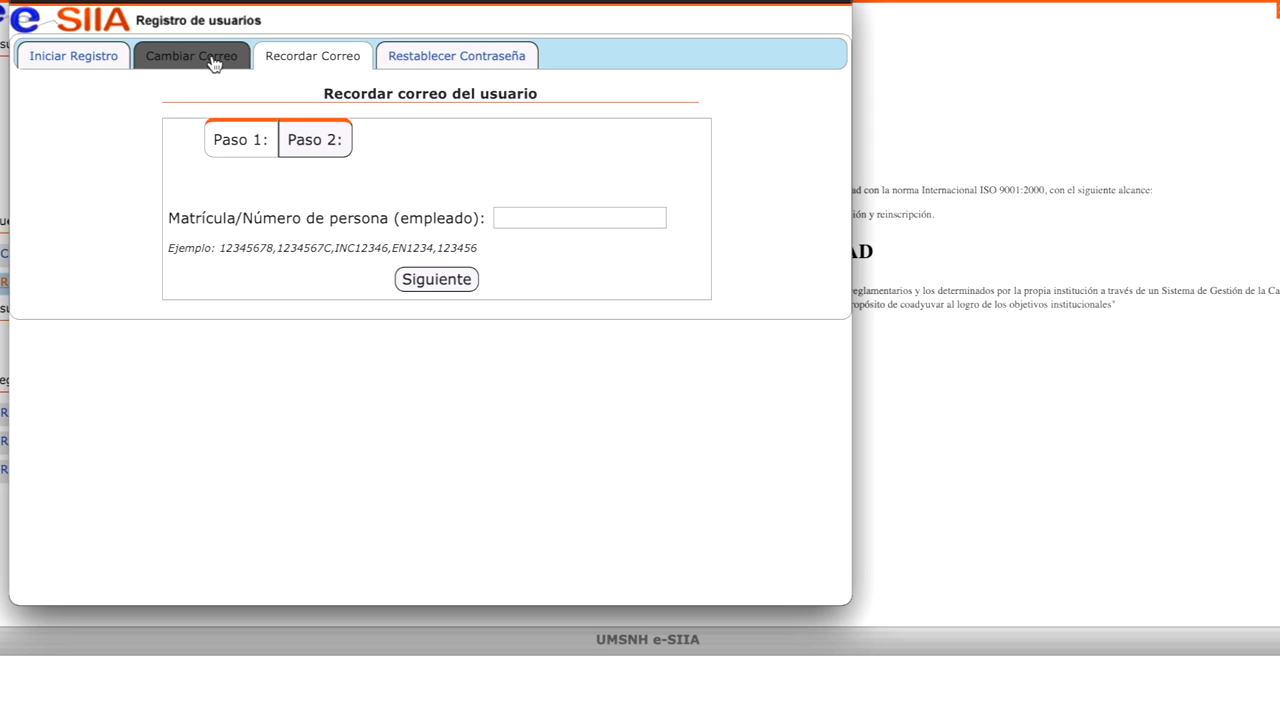 e-SIIA Registro de usuarios
Iniciar Registro
Cambiar Correo
Recordar Correo
Restablecer Contraseña
Recordar correo del usuario
Paso 1:
Paso 2:
Matrícula/Número de persona (empleado):
Ejemplo: 12345678,1234567C,INC12346,EN1234,123456
Siguiente
ad con la norma Internacional ISO 9001:2000, con el siguiente alcance:
ión y reinscripción.
AD
eglamentarios y los determinados por la propia institución a través de un Sistema de Gestión de la Ca
opósito de coadyuvar al logro de los objetivos institucionales"
UMSNH e-SIIA